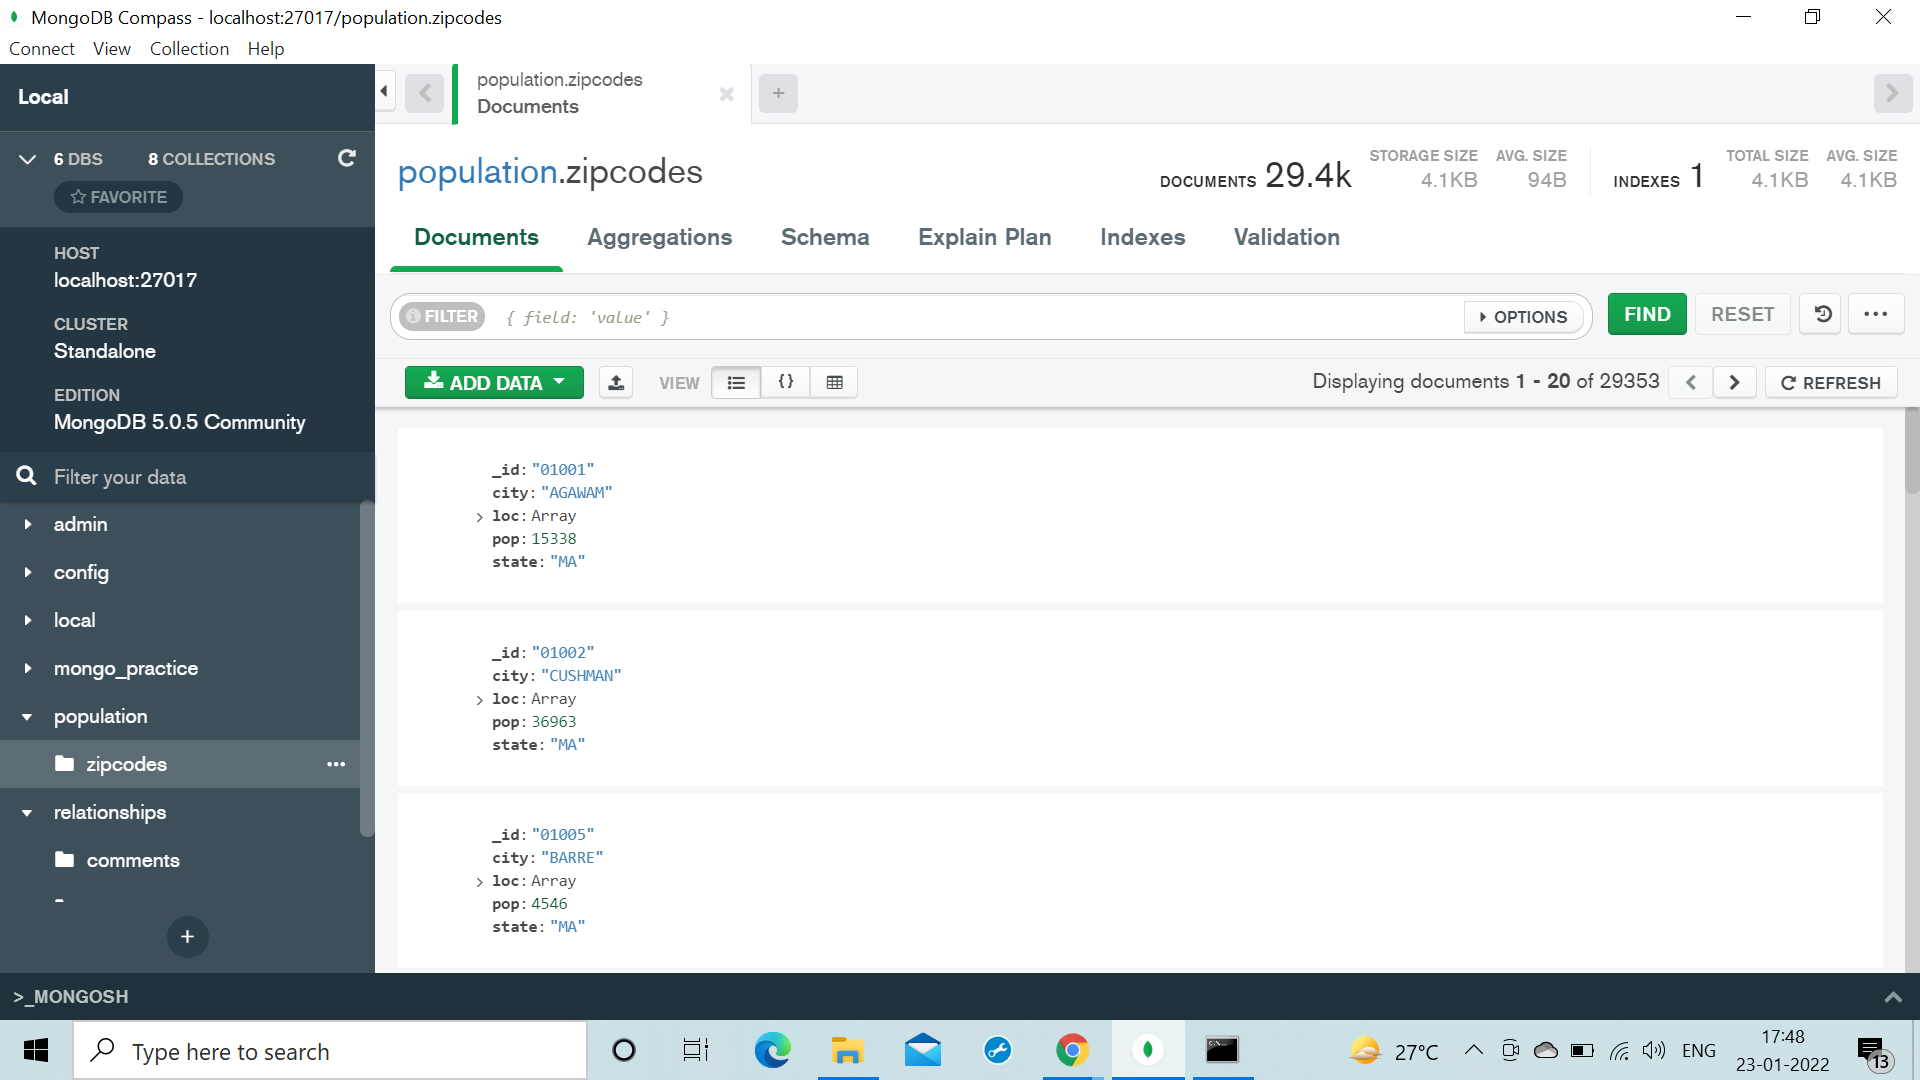 MongoDB Compass - localhost:27017/population.zipcodes
Connect View Collection Help
Local
6 DBS 8 COLLECTIONS
FAVORITE
HOST
localhost:27017
CLUSTER
Standalone
EDITION
MongoDB 5.0.5 Community
Filter your data
admin
config
local
mongo_practice
population
zipcodes
relationships
comments
population.zipcodes
Documents
population.zipcodes
DOCUMENTS 29.4k
STORAGE SIZE AVG. SIZE
4.1KB 94B
INDEXES 1
TOTAL SIZE AVG. SIZE
4.1KB 4.1KB
Documents Aggregations Schema Explain Plan Indexes Validation
FILTER { field: 'value' } OPTIONS FIND RESET
ADD DATA VIEW {} Displaying documents 1 - 20 of 29353 REFRESH
_id: "01001"
city: "AGAWAM"
loc: Array
pop: 15338
state: "MA"
_id: "01002"
city: "CUSHMAN"
loc: Array
pop: 36963
state: "MA"
_id: "01005"
city: "BARRE"
loc: Array
pop: 4546
state: "MA"
>_MONGOSH
Type here to search
27°C
ENG
17:48
23-01-2022
13